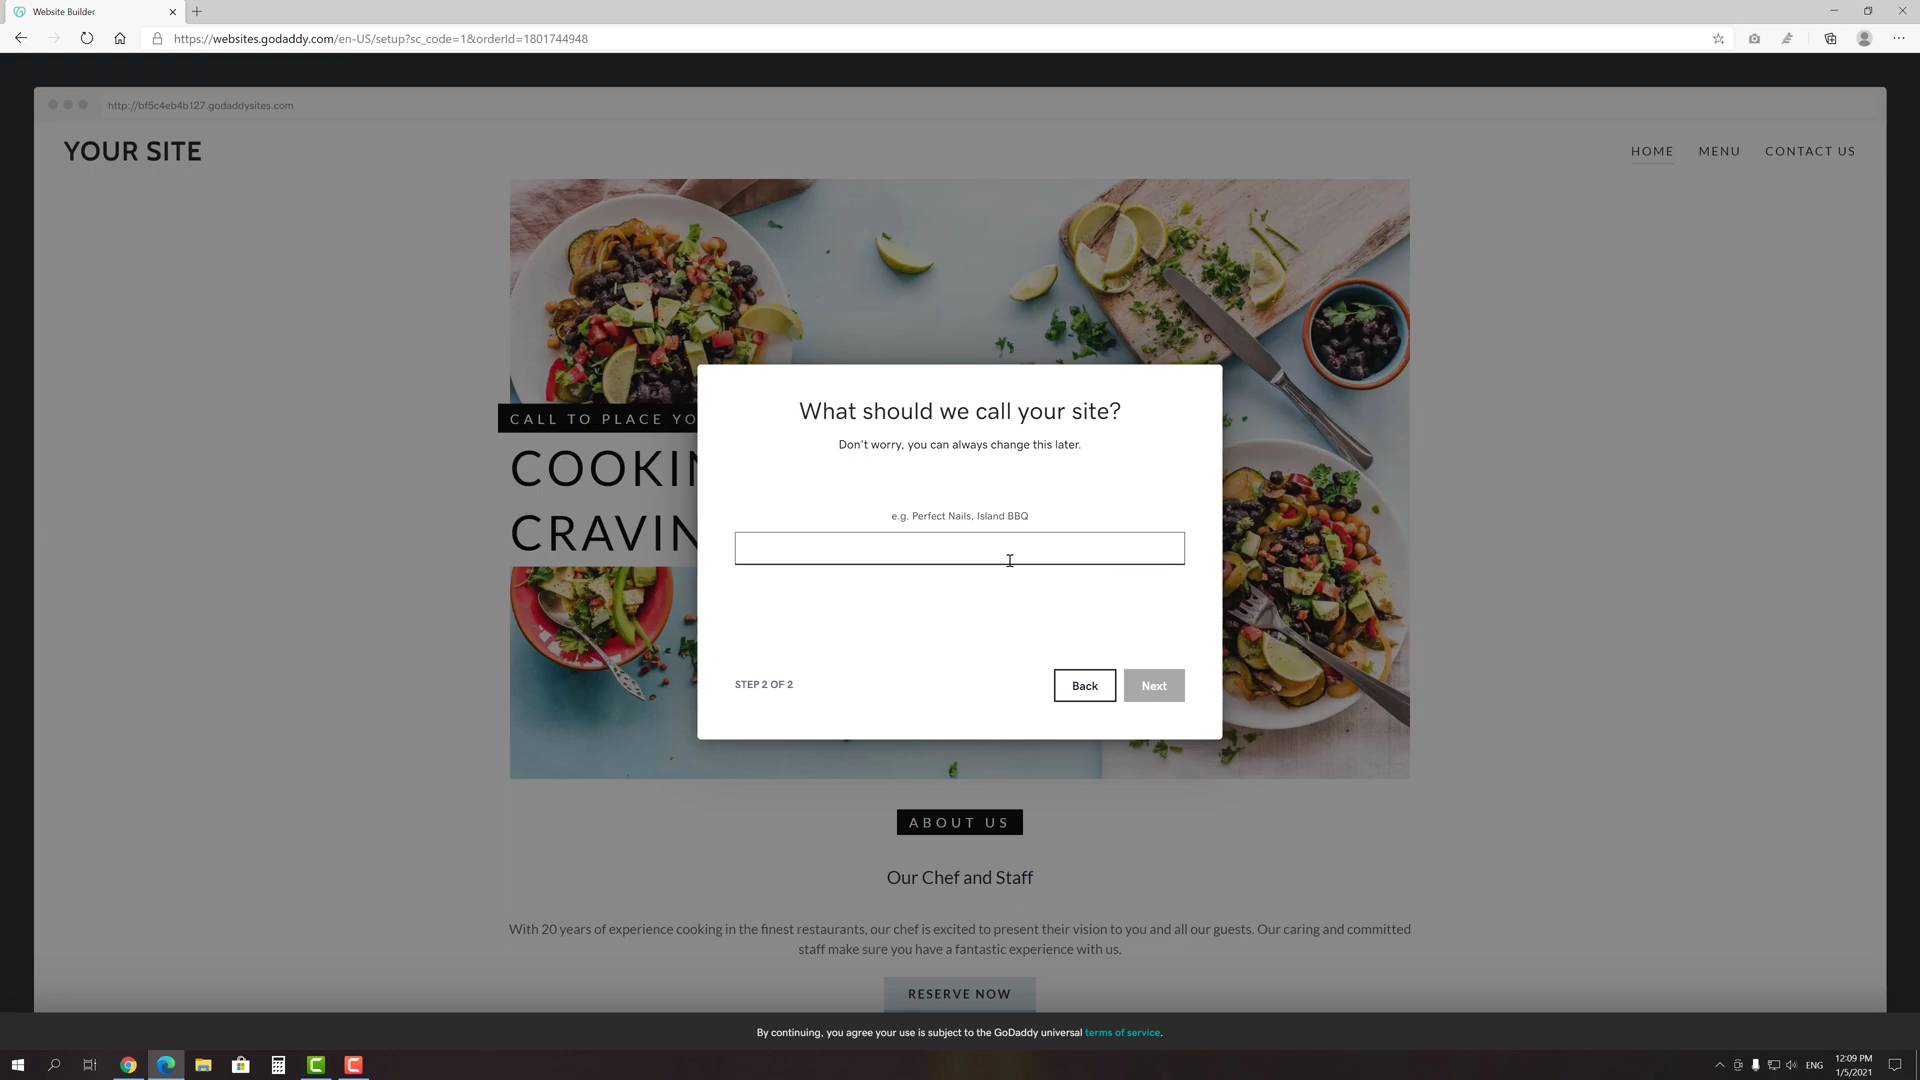 Website Builder
https://websites.godaddy.com/en-US/setup?sc_code=1&orderId=1801744948
http://bf5c4eb4b127.godaddysites.com
YOUR SITE
HOME MENU CONTACT US
CALL TO PLACE YO
COOKIN
CRAVIN
What should we call your site?
Don't worry, you can always change this later.
e.g. Perfect Nails, Island BBQ
STEP 2 OF 2
Back
Next
ABOUT US
Our Chef and Staff
With 20 years of experience cooking in the finest restaurants, our chef is excited to present their vision to you and all our guests. Our caring and committed
staff make sure you have a fantastic experience with us.
RESERVE NOW
By continuing, you agree your use is subject to the GoDaddy universal terms of service.
ENG
12:09 PM
1/5/2021